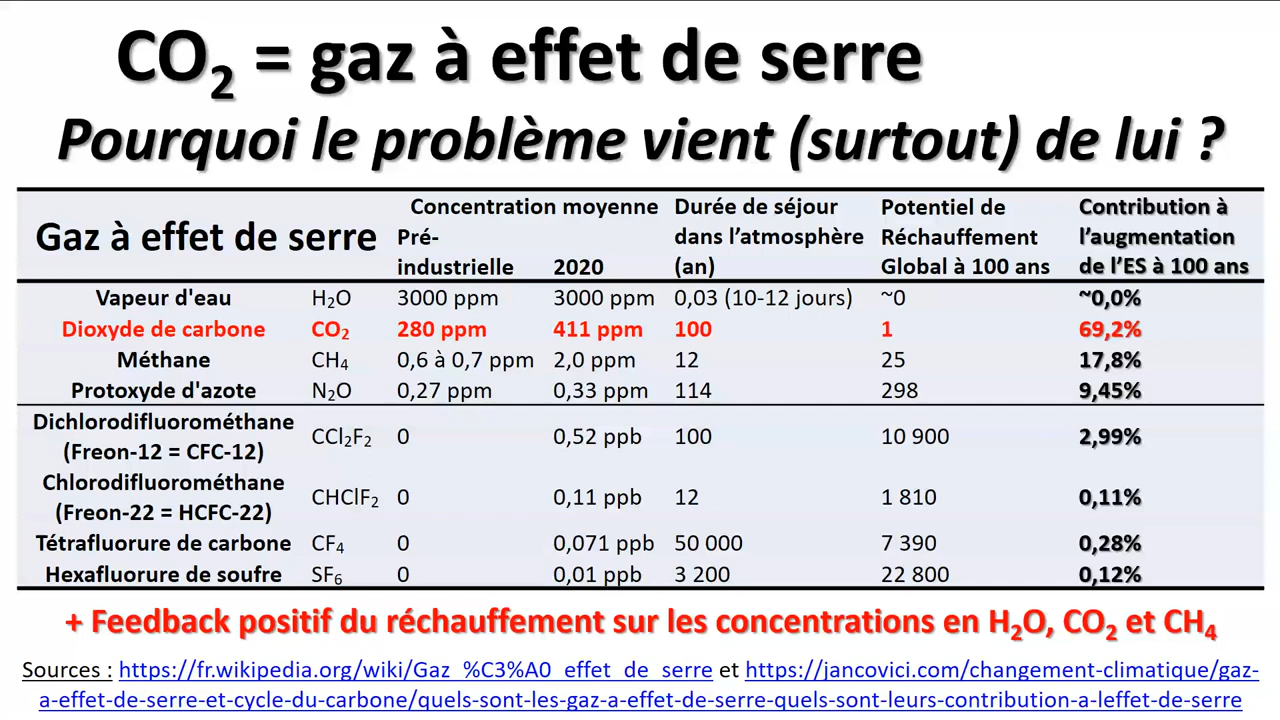 CO₂ = gaz à effet de serre
Pourquoi le problème vient (surtout) de lui ?
Gaz à effet de serre
Concentration moyenne
Pré-
industrielle
2020
Durée de séjour
dans l’atmosphère
(an)
Potentiel de
Réchauffement
Global à 100 ans
Contribution à
l’augmentation
de l’ES à 100 ans
Vapeur d'eau H₂O 3000 ppm 3000 ppm 0,03 (10-12 jours) ~0 ~0,0%
Dioxyde de carbone CO₂ 280 ppm 411 ppm 100 1 69,2%
Méthane CH₄ 0,6 à 0,7 ppm 2,0 ppm 12 25 17,8%
Protoxyde d'azote N₂O 0,27 ppm 0,33 ppm 114 298 9,45%
Dichlorodifluorométhane
(Freon-12 = CFC-12)
CCl₂F₂ 0 0,52 ppb 100 10 900 2,99%
Chlorodifluorométhane
(Freon-22 = HCFC-22)
CHClF₂ 0 0,11 ppb 12 1 810 0,11%
Tétrafluorure de carbone CF₄ 0 0,071 ppb 50 000 7 390 0,28%
Hexafluorure de soufre SF₆ 0 0,01 ppb 3 200 22 800 0,12%
+ Feedback positif du réchauffement sur les concentrations en H₂O, CO₂ et CH₄
Sources : https://fr.wikipedia.org/wiki/Gaz_%C3%A0_effet_de_serre et https://jancovici.com/changement-climatique/gaz-
a-effet-de-serre-et-cycle-du-carbone/quels-sont-les-gaz-a-effet-de-serre-quels-sont-leurs-contribution-a-leffet-de-serre